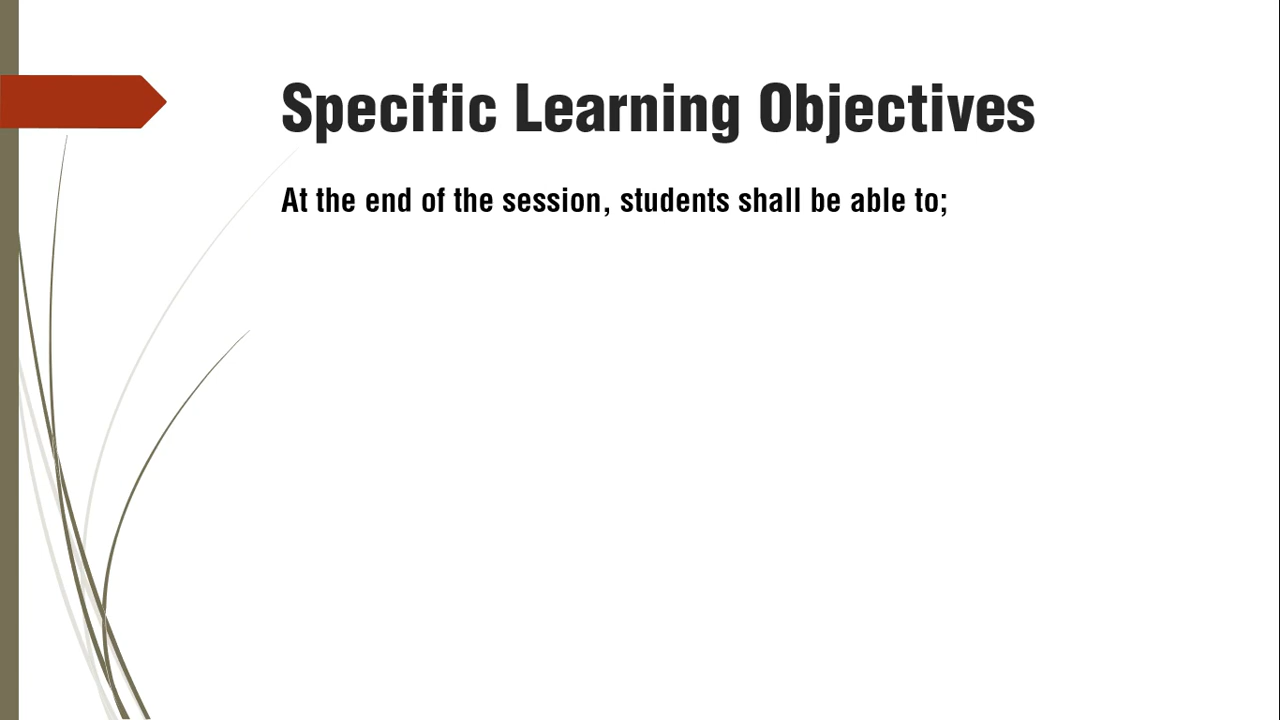 Specific Learning Objectives
At the end of the session, students shall be able to;